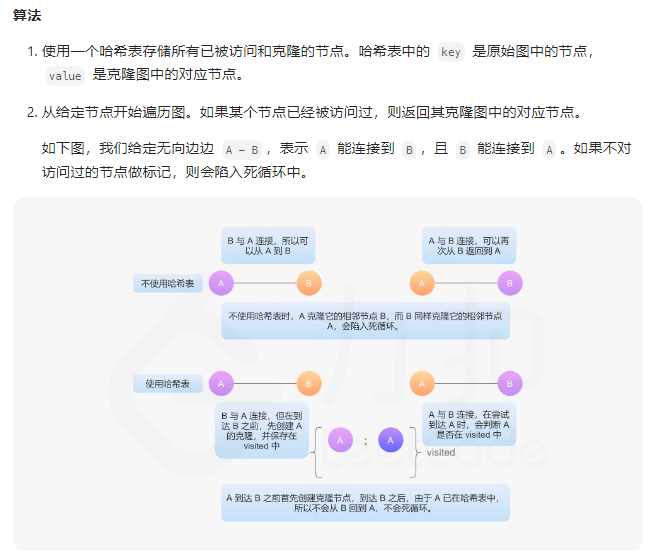 算法
1. 使用一个哈希表存储所有已被访问和克隆的节点。哈希表中的 key 是原始图中的节点，
value 是克隆图中的对应节点。
2. 从给定节点开始遍历图。如果某个节点已经被访问过，则返回其克隆图中的对应节点。
如下图，我们给定无向边边 A - B ，表示 A 能连接到 B ，且 B 能连接到 A 。如果不对
访问过的节点做标记，则会陷入死循环中。
B 与 A 连接，所以可
以从 A 到 B
A 与 B 连接，可以再
次从 B 返回到 A
不使用哈希表
A
B
A
B
不使用哈希表时，A 克隆它的相邻节点 B，而 B 同样克隆它的相邻节点
A，会陷入死循环。
使用哈希表
A
B
A
B
B 与 A 连接，但在到
达 B 之前，先创建 A
的克隆，并保存在
visited 中
A : A
visited
A 与 B 连接，在尝试
到达 A 时，会判断 A
是否在 visited 中
A 到达 B 之前首先创建克隆节点，到达 B 之后，由于 A 已在哈希表中，
所以不会从 B 回到 A，不会死循环。
力扣
LeetCode